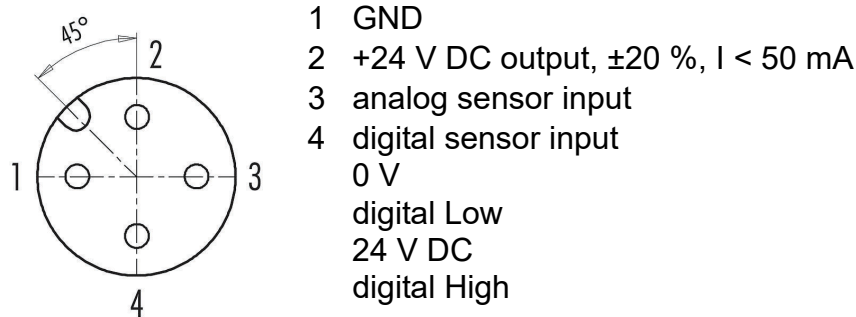 45°
2
1
3
4
1 GND
2 +24 V DC output, ±20 %, I < 50 mA
3 analog sensor input
4 digital sensor input
0 V
digital Low
24 V DC
digital High